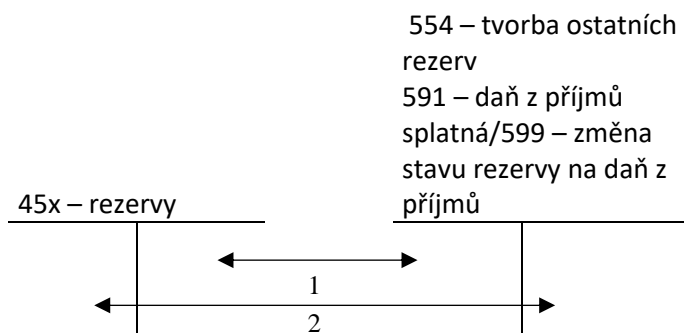 554 – tvorba ostatních
rezerv
591 – daň z příjmů
splatná/599 – změna
stavu rezervy na daň z
příjmů
45x – rezervy
1
2